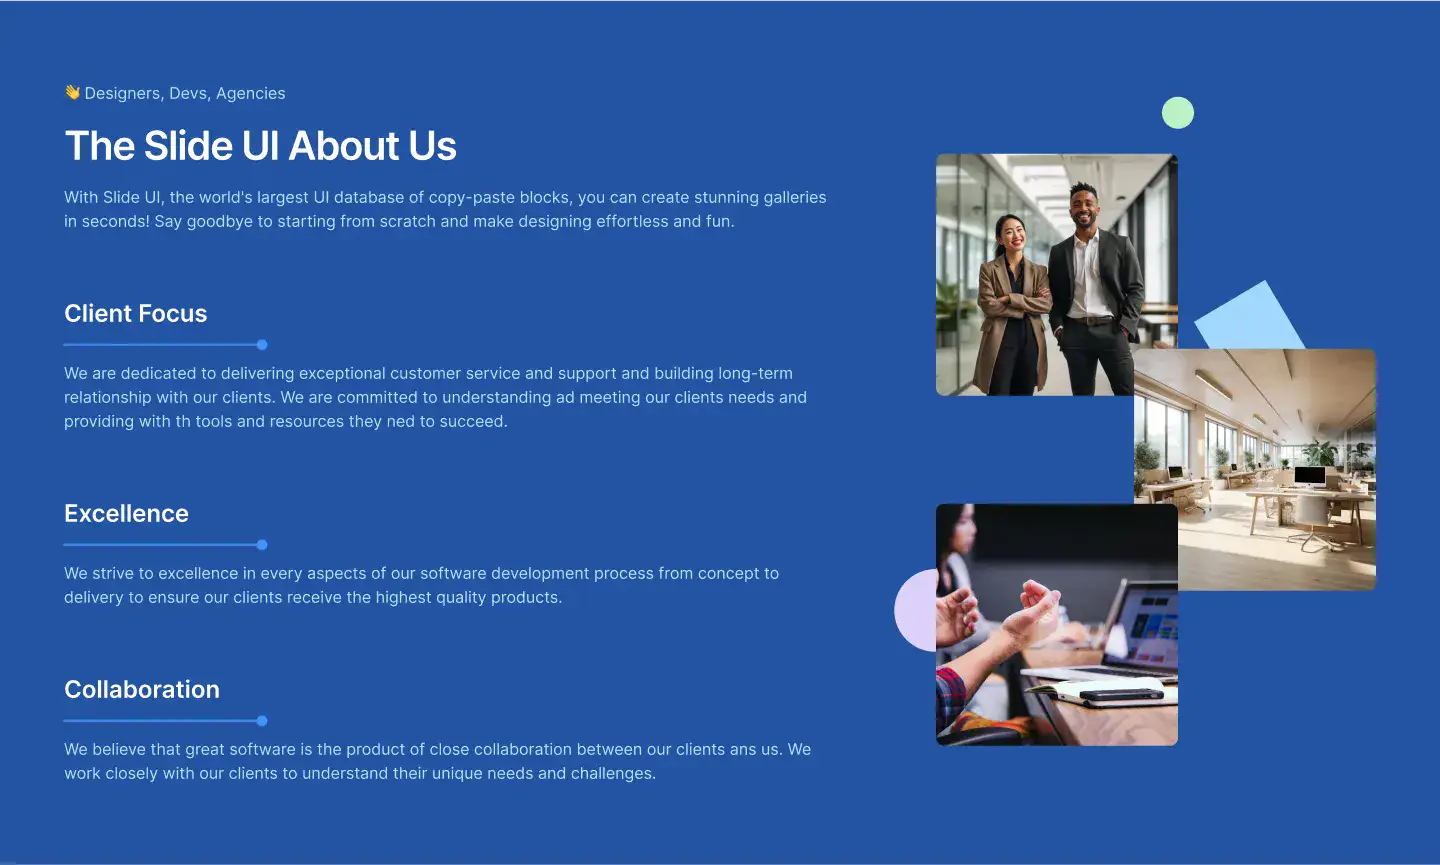 👋 Designers, Devs, Agencies
The Slide UI About Us
With Slide UI, the world's largest UI database of copy-paste blocks, you can create stunning galleries
in seconds! Say goodbye to starting from scratch and make designing effortless and fun.
Client Focus
We are dedicated to delivering exceptional customer service and support and building long-term
relationship with our clients. We are committed to understanding ad meeting our clients needs and
providing with th tools and resources they ned to succeed.
Excellence
We strive to excellence in every aspects of our software development process from concept to
delivery to ensure our clients receive the highest quality products.
Collaboration
We believe that great software is the product of close collaboration between our clients ans us. We
work closely with our clients to understand their unique needs and challenges.